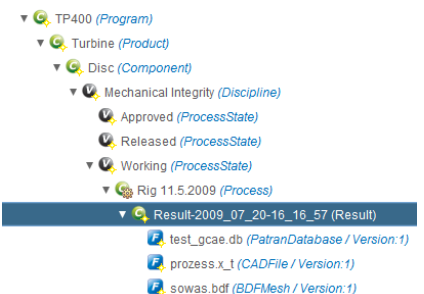 TP400 (Program)
Turbine (Product)
Disc (Component)
Mechanical Integrity (Discipline)
Approved (ProcessState)
Released (ProcessState)
Working (ProcessState)
Rig 11.5.2009 (Process)
Result-2009_07_20-16_16_57 (Result)
test_gcae.db (PatranDatabase / Version:1)
prozess.x_t (CADFile / Version:1)
sowas.bdf (BDFMesh / Version:1)